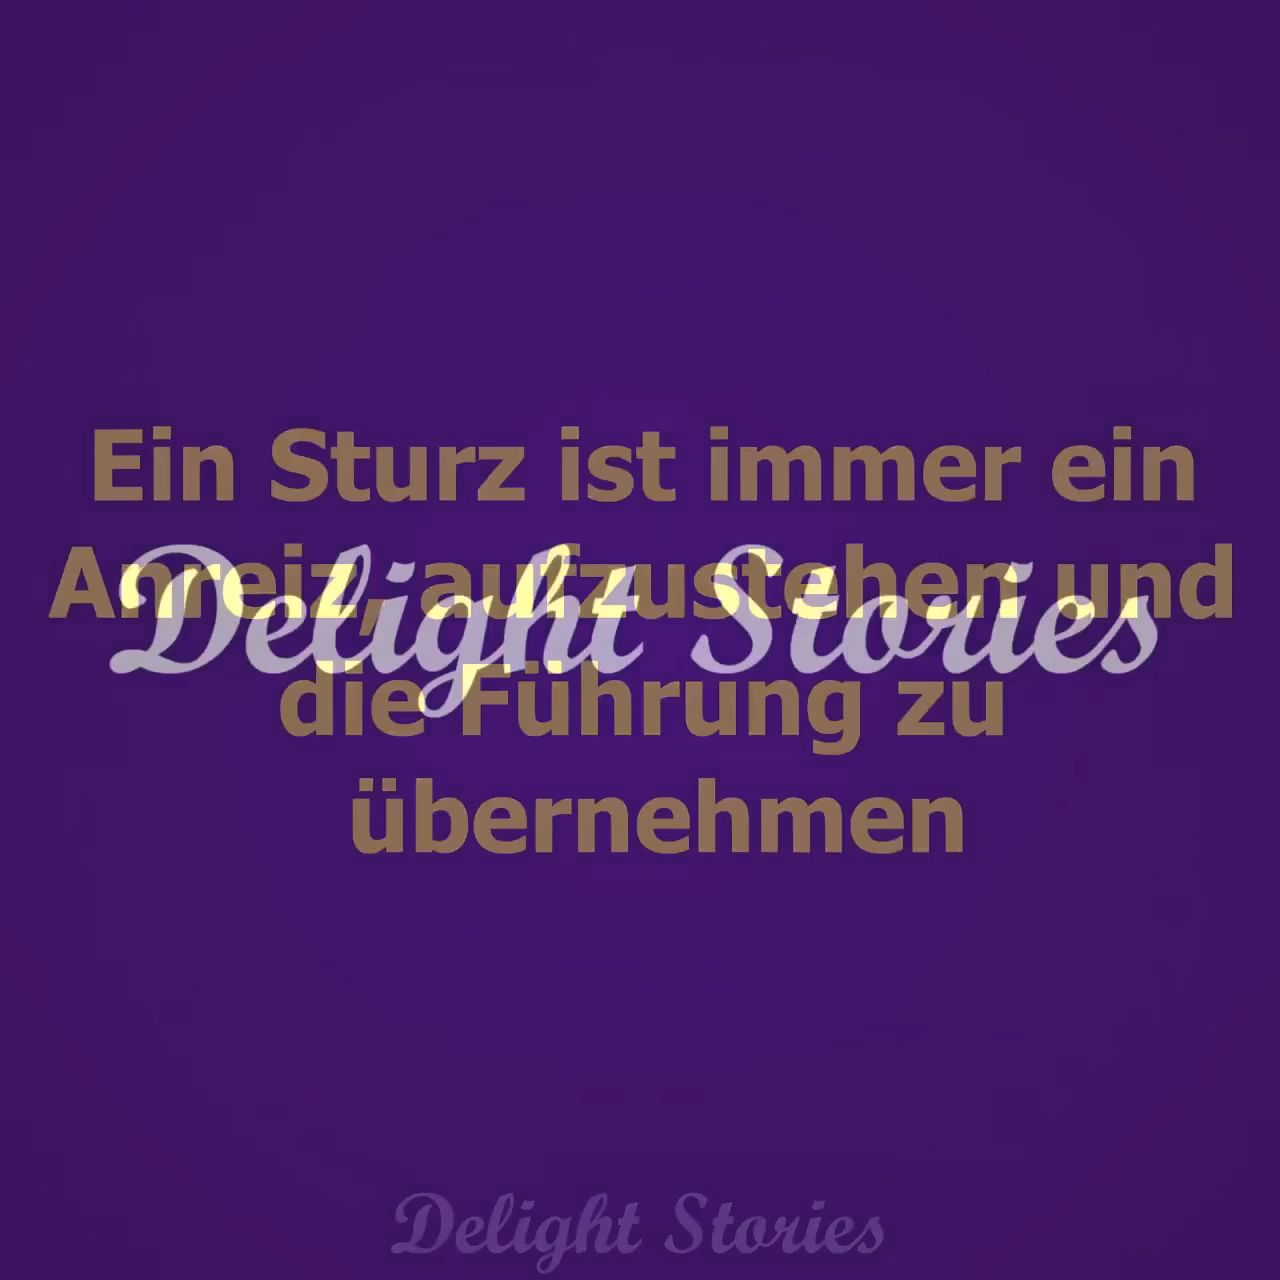 Ein Sturz ist immer ein
Anreiz, aufzustehen und
Delight Stories
die Führung zu
übernehmen
Delight Stories